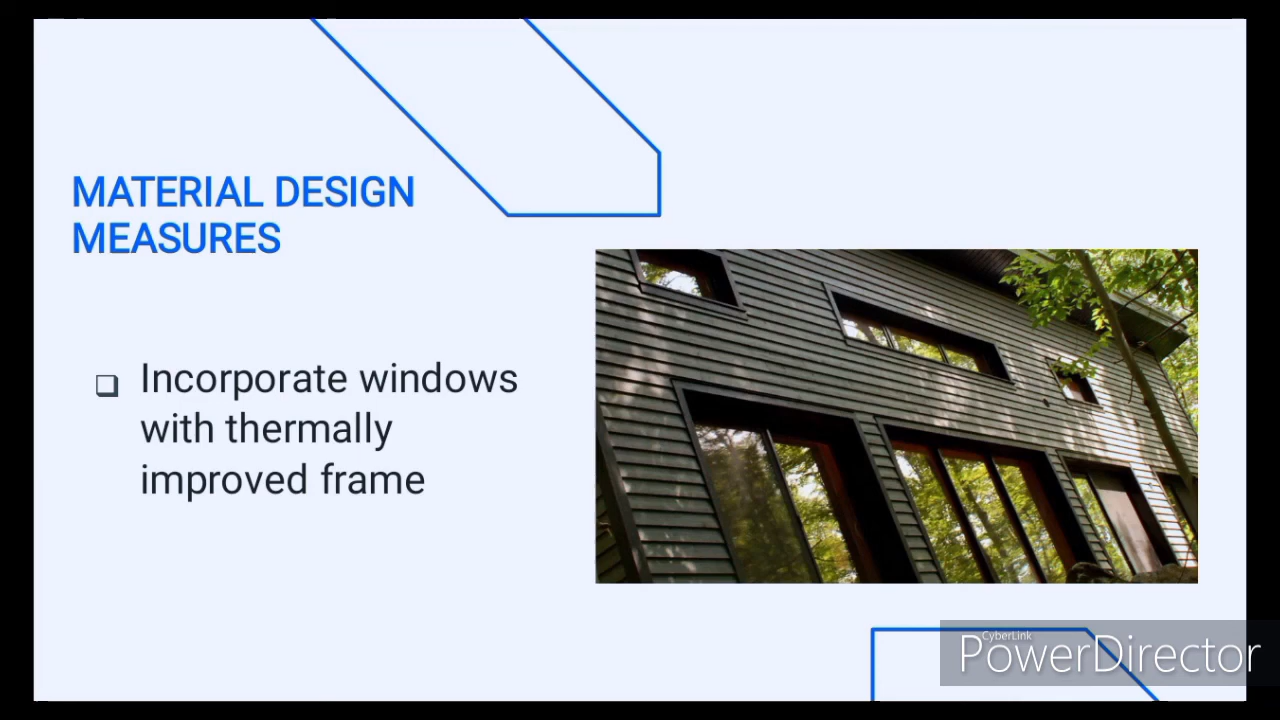 MATERIAL DESIGN
MEASURES
❑ Incorporate windows
with thermally
improved frame
CyberLink
PowerDirector